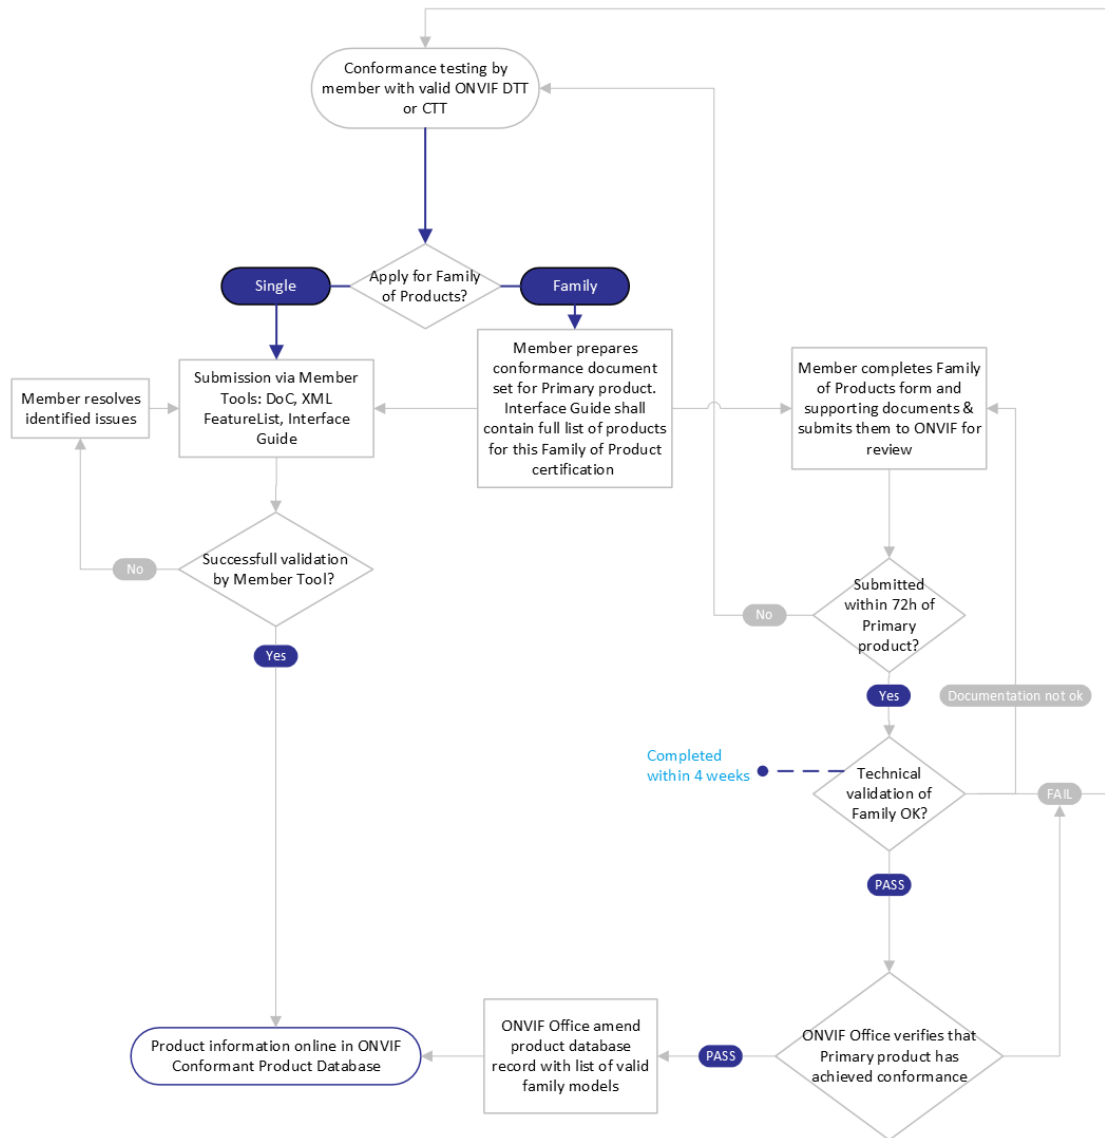 Conformance testing by
member with valid ONVIF DTT
or CTT
Apply for Family
of Products?
Single
Family
Member resolves
identified issues
Submission via Member
Tools: DoC, XML
FeatureList, Interface
Guide
Member prepares
conformance document
set for Primary product.
Interface Guide shall
contain full list of products
for this Family of Product
certification
Member completes Family
of Products form and
supporting documents &
submits them to ONVIF for
review
No
Successfull validation
by Member Tool?
Yes
No
Submitted
within 72h of
Primary
product?
Yes
Documentation not ok
Completed
within 4 weeks
Technical
validation of
Family OK?
FAIL
PASS
Product information online in ONVIF
Conformant Product Database
ONVIF Office amend
product database
record with list of valid
family models
PASS
ONVIF Office verifies that
Primary product has
achieved conformance